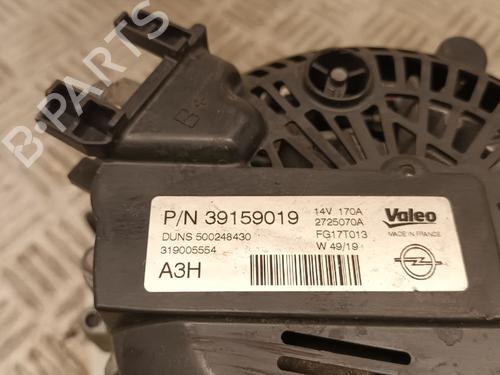 B-PARTS
B+
P/N 39159019
14V 170A
2725070A
Valeo
MADE IN FRANCE
DUNS 500248430
FG17T013
319005554
W 49/19
A3H